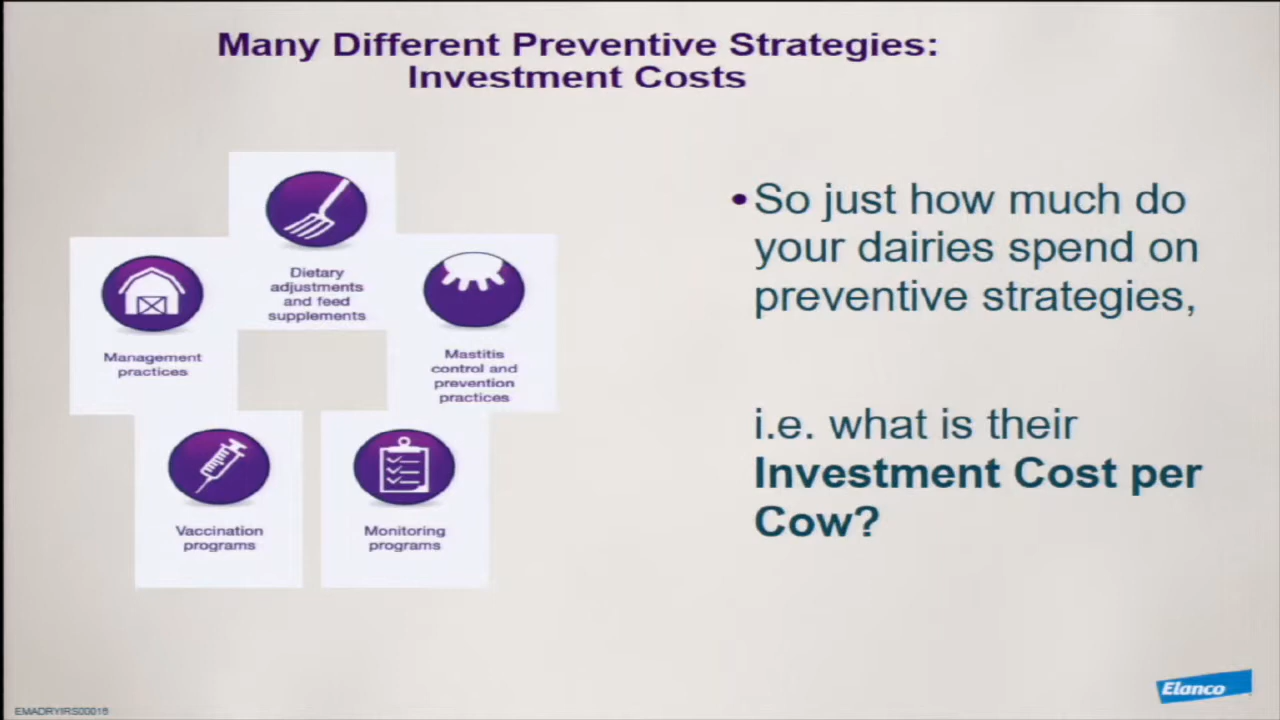 Many Different Preventive Strategies:
Investment Costs
Dietary
adjustments
and feed
supplements
Management
practices
Mastitis
control and
prevention
practices
Vaccination
programs
Monitoring
programs
•So just how much do
your dairies spend on
preventive strategies,
i.e. what is their
Investment Cost per
Cow?
Elanco